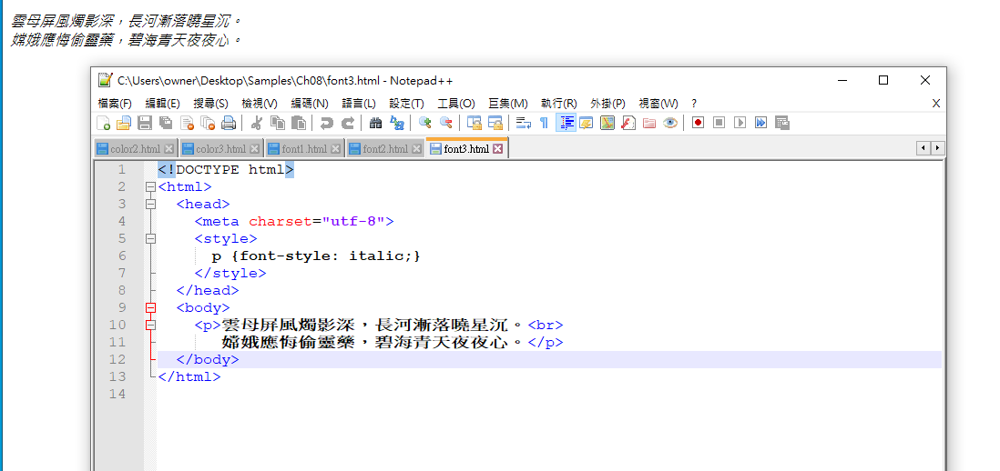 雲母屏風燭影深，長河漸落曉星沉。
嫦娥應悔偷靈藥，碧海青天夜夜心。
C:\Users\owner\Desktop\Samples\Ch08\font3.html - Notepad++
檔案(F) 編輯(E) 搜尋(S) 檢視(V) 編碼(N) 語言(L) 設定(T) 工具(O) 巨集(M) 執行(R) 外掛(P) 視窗(W) ? X
color2.html color3.html font1.html font2.html font3.html
1 <!DOCTYPE html>
2 <html>
3 <head>
4 <meta charset="utf-8">
5 <style>
6 p {font-style: italic;}
7 </style>
8 </head>
9 <body>
10 <p>雲母屏風燭影深，長河漸落曉星沉。<br>
11 嫦娥應悔偷靈藥，碧海青天夜夜心。</p>
12 </body>
13 </html>
14